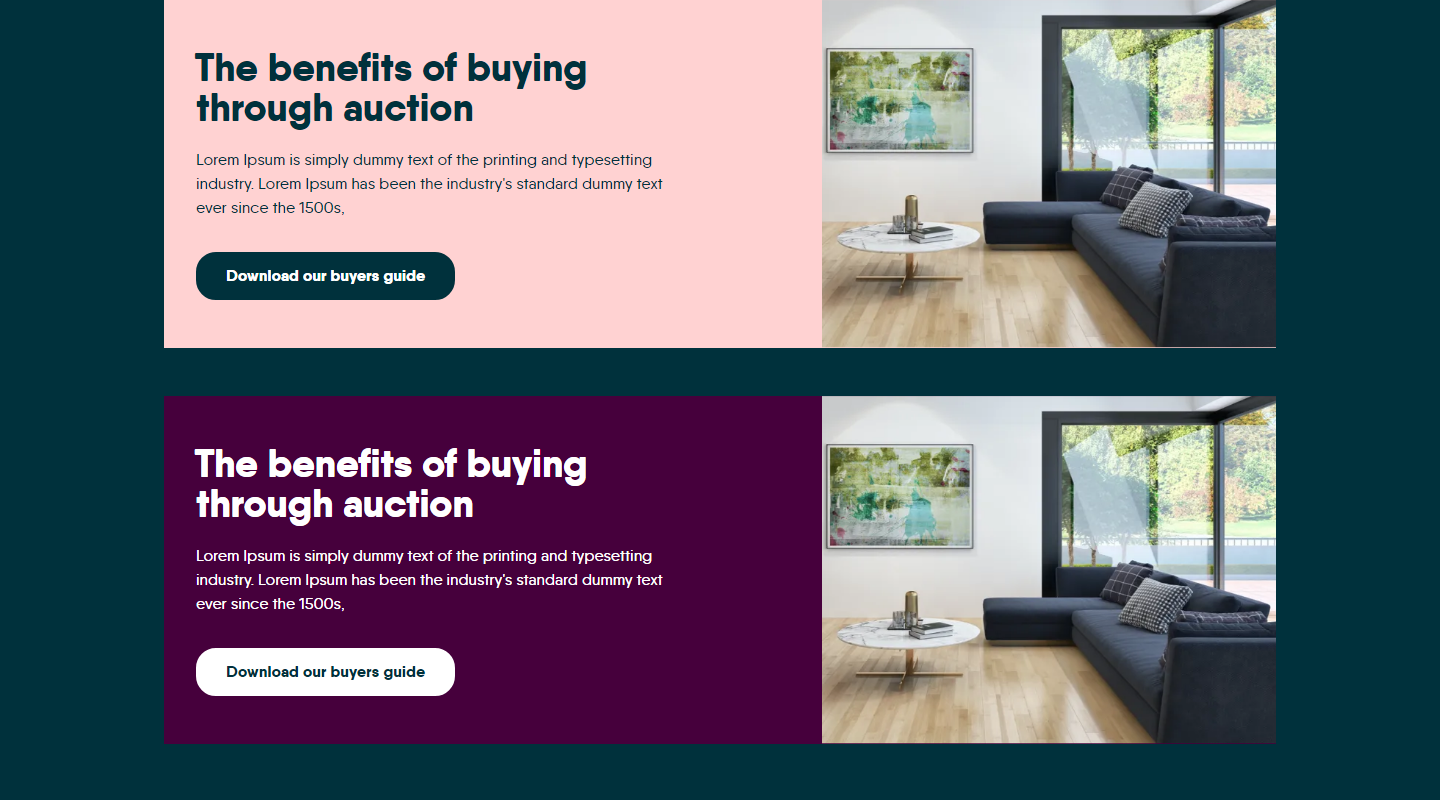 The benefits of buying
through auction
Lorem Ipsum is simply dummy text of the printing and typesetting
industry. Lorem Ipsum has been the industry's standard dummy text
ever since the 1500s,
Download our buyers guide
The benefits of buying
through auction
Lorem Ipsum is simply dummy text of the printing and typesetting
industry. Lorem Ipsum has been the industry's standard dummy text
ever since the 1500s,
Download our buyers guide